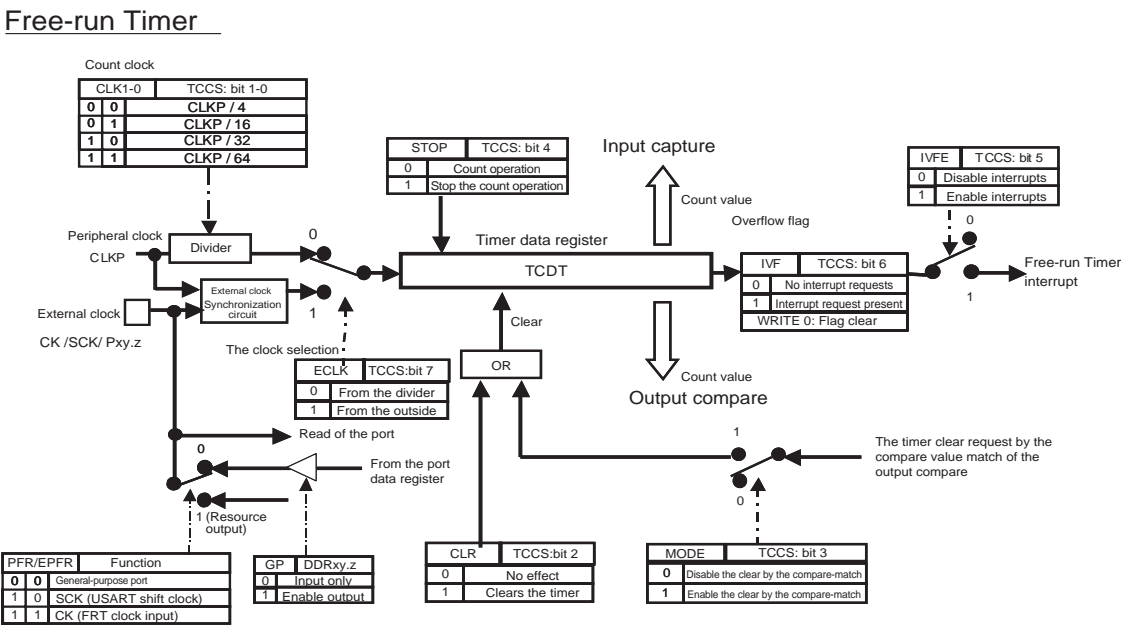 Free-run Timer
Count clock
CLK1-0 TCCS: bit 1-0
0 0 CLKP / 4
0 1 CLKP / 16
1 0 CLKP / 32
1 1 CLKP / 64
STOP TCCS: bit 4
0 Count operation
1 Stop the count operation
Input capture
Count value
Overflow flag
IVFE TCCS: bit 5
0 Disable interrupts
1 Enable interrupts
0
1
Peripheral clock
CLKP
Divider
0
Timer data register
TCDT
IVF TCCS: bit 6
0 No interrupt requests
1 Interrupt request present
WRITE 0: Flag clear
Free-run Timer
interrupt
External clock
Synchronization
circuit
1
External clock
CK /SCK/ Pxy.z
The clock selection
ECLK TCCS:bit 7
0 From the divider
1 From the outside
Clear
OR
Count value
Output compare
Read of the port
0
From the port
data register
1 (Resource
output)
1
0
The timer clear request by the
compare value match of the
output compare
PFR/EPFR Function
0 0 General-purpose port
1 0 SCK (USART shift clock)
1 1 CK (FRT clock input)
GP DDRxy.z
0 Input only
1 Enable output
CLR TCCS:bit 2
0 No effect
1 Clears the timer
MODE TCCS: bit 3
0 Disable the clear by the compare-match
1 Enable the clear by the compare-match